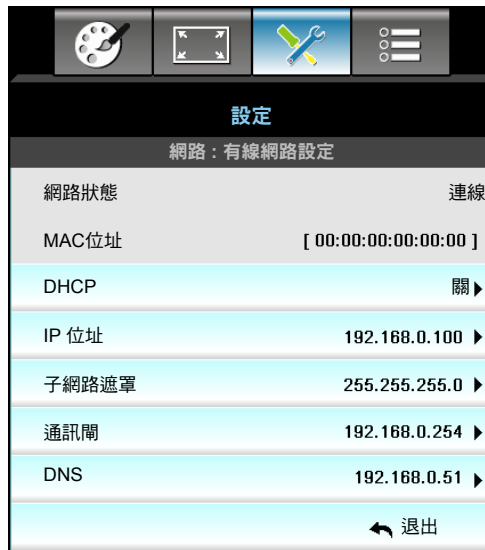 設定
網路：有線網路設定
網路狀態 連線
MAC位址 [ 00:00:00:00:00:00 ]
DHCP 關
IP 位址 192.168.0.100
子網路遮罩 255.255.255.0
通訊閘 192.168.0.254
DNS 192.168.0.51
退出